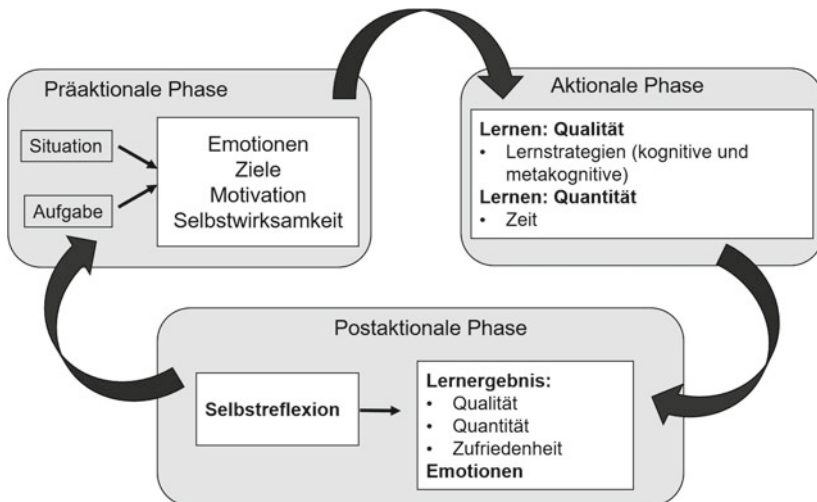 Präaktionale Phase
Situation
Aufgabe
Emotionen
Ziele
Motivation
Selbstwirksamkeit
Aktionale Phase
Lernen: Qualität
• Lernstrategien (kognitive und
metakognitive)
Lernen: Quantität
• Zeit
Postaktionale Phase
Selbstreflexion
Lernergebnis:
• Qualität
• Quantität
• Zufriedenheit
Emotionen